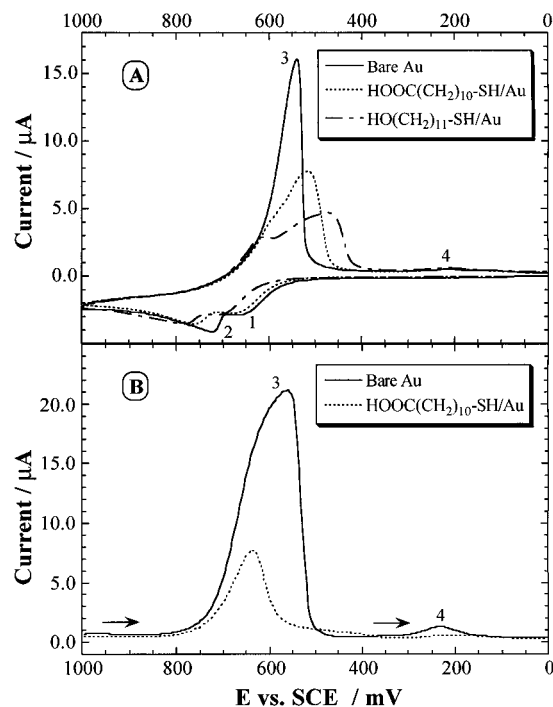 1000 800 600 400 200 0
A
3
Bare Au
HOOC(CH2)10-SH/Au
HO(CH2)11-SH/Au
15.0
10.0
5.0
0.0
Current / μA
4
2 1
B
3
Bare Au
HOOC(CH2)10-SH/Au
20.0
15.0
10.0
5.0
0.0
Current / μA
4
1000 800 600 400 200 0
E vs. SCE / mV